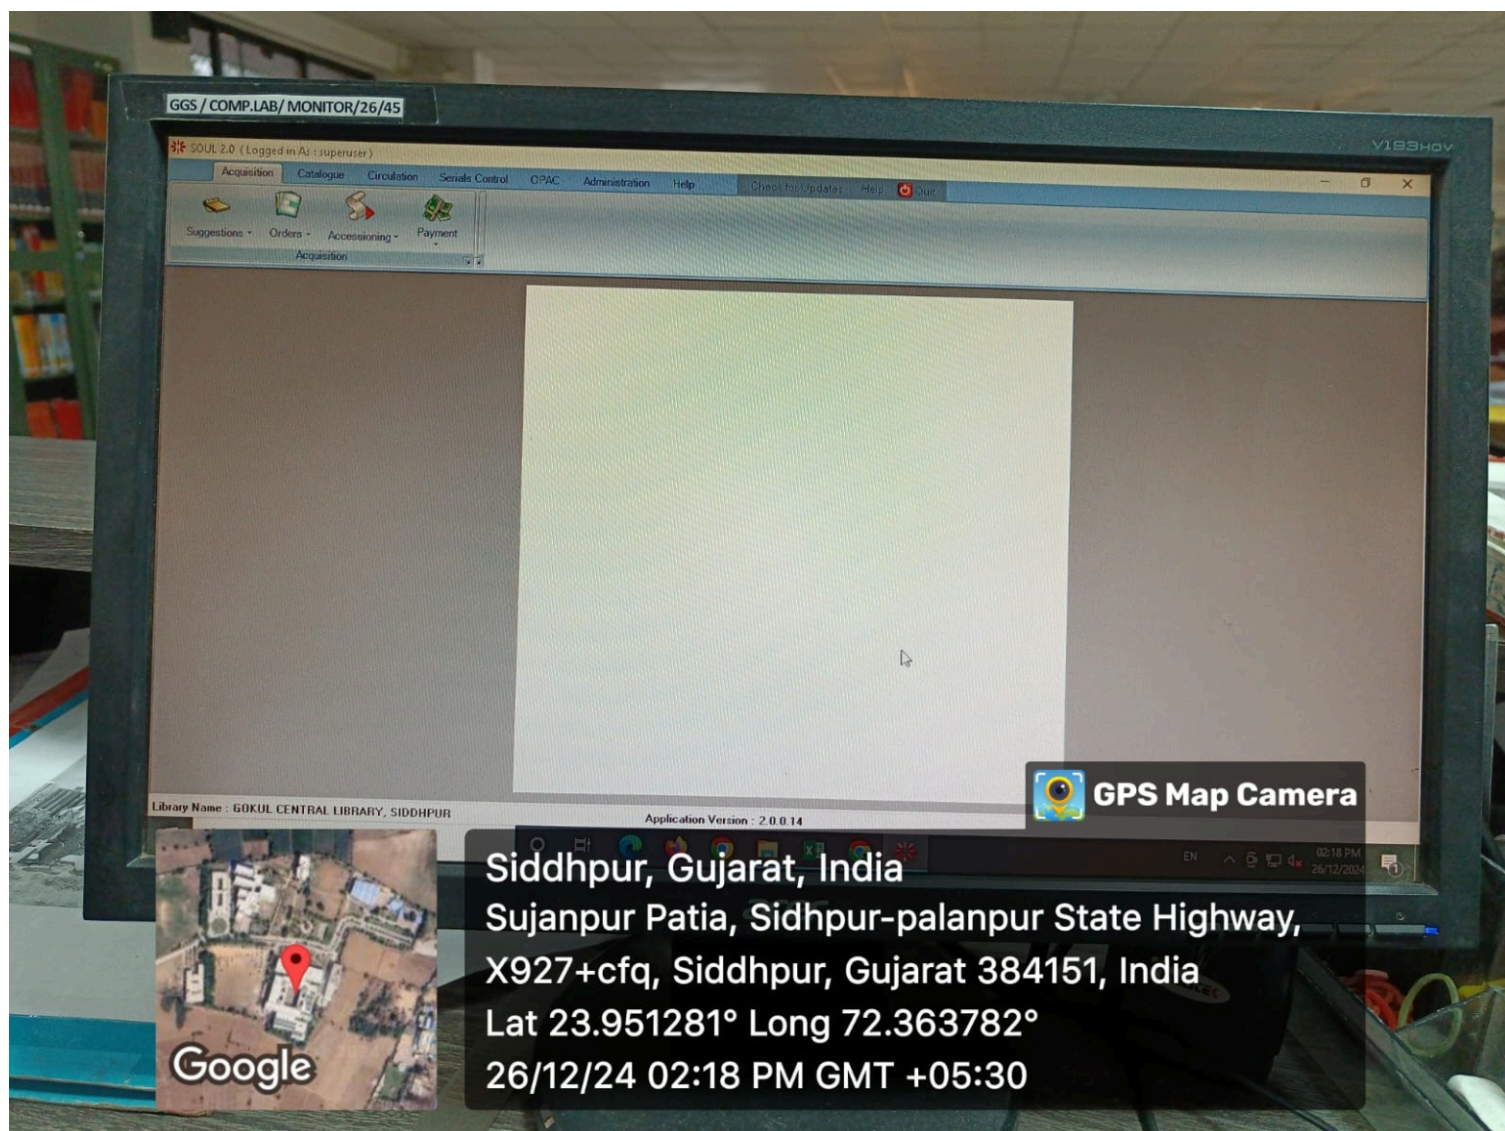 GGS / COMP.LAB/ MONITOR/26/45
V193HQV
SOUL 2.0 ( Logged in As : superuser )
Acquisition Catalogue Circulation Serials Control OPAC Administration Help Check for Updates Help Quit
Suggestions Orders Accessioning Payment
Acquisition
GPS Map Camera
Library Name : GOKUL CENTRAL LIBRARY, SIDDHPUR
Application Version : 2.0.0.14
EN 02:18 PM
26/12/2024
1
Siddhpur, Gujarat, India
Sujanpur Patia, Sidhpur-palanpur State Highway,
X927+cfq, Siddhpur, Gujarat 384151, India
Lat 23.951281° Long 72.363782°
26/12/24 02:18 PM GMT +05:30
Google